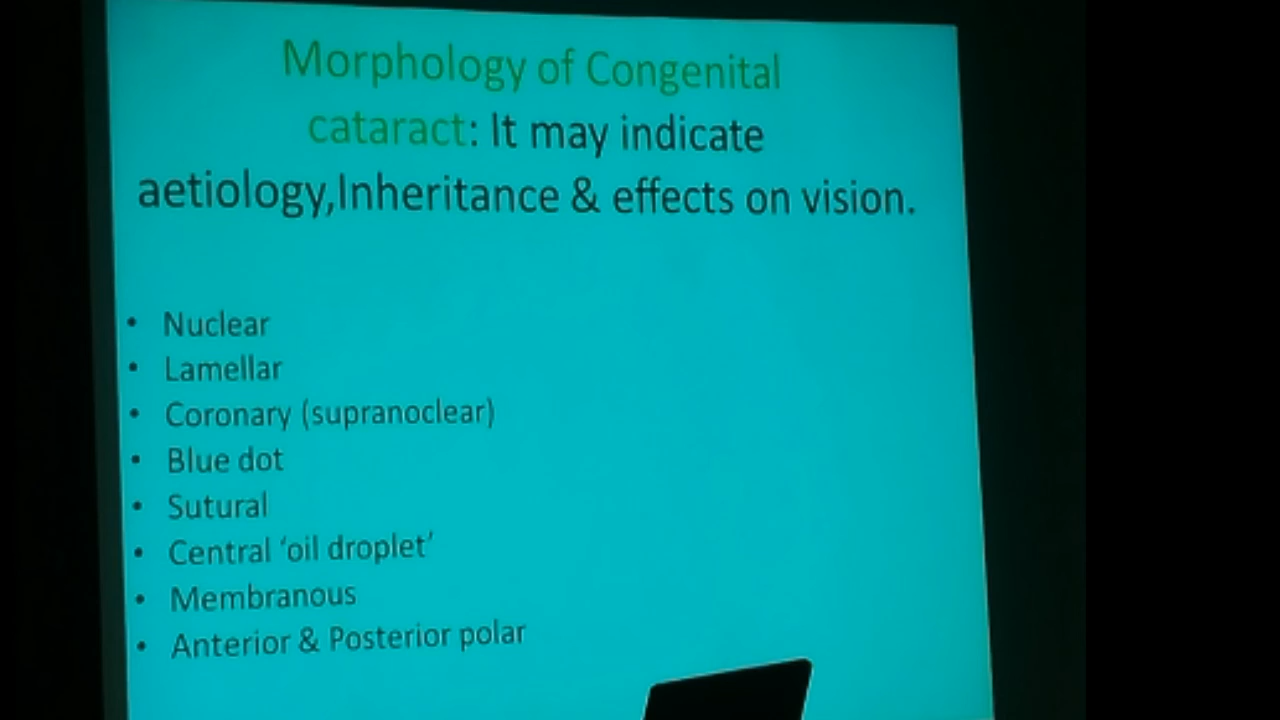 Morphology of Congenital
cataract: It may indicate
aetiology,Inheritance & effects on vision.
• Nuclear
• Lamellar
• Coronary (supranoclear)
• Blue dot
• Sutural
• Central ‘oil droplet’
• Membranous
• Anterior & Posterior polar